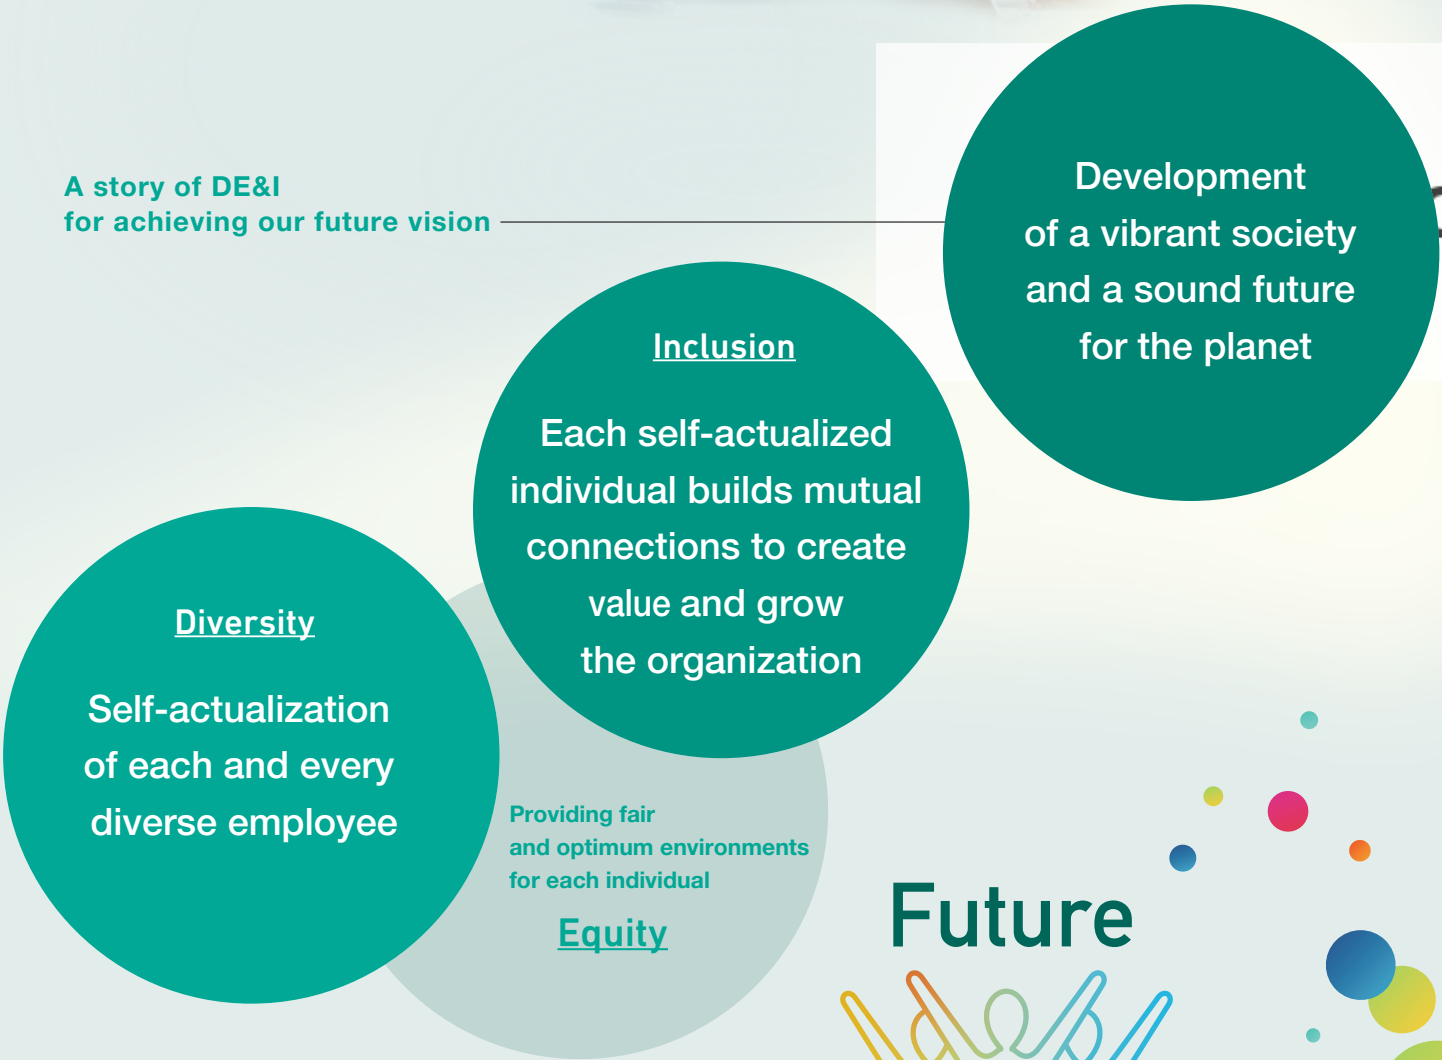 A story of DE&I
for achieving our future vision
Development
of a vibrant society
and a sound future
for the planet
Inclusion
Each self-actualized
individual builds mutual
connections to create
value and grow
the organization
Diversity
Self-actualization
of each and every
diverse employee
Providing fair
and optimum environments
for each individual
Equity
Future